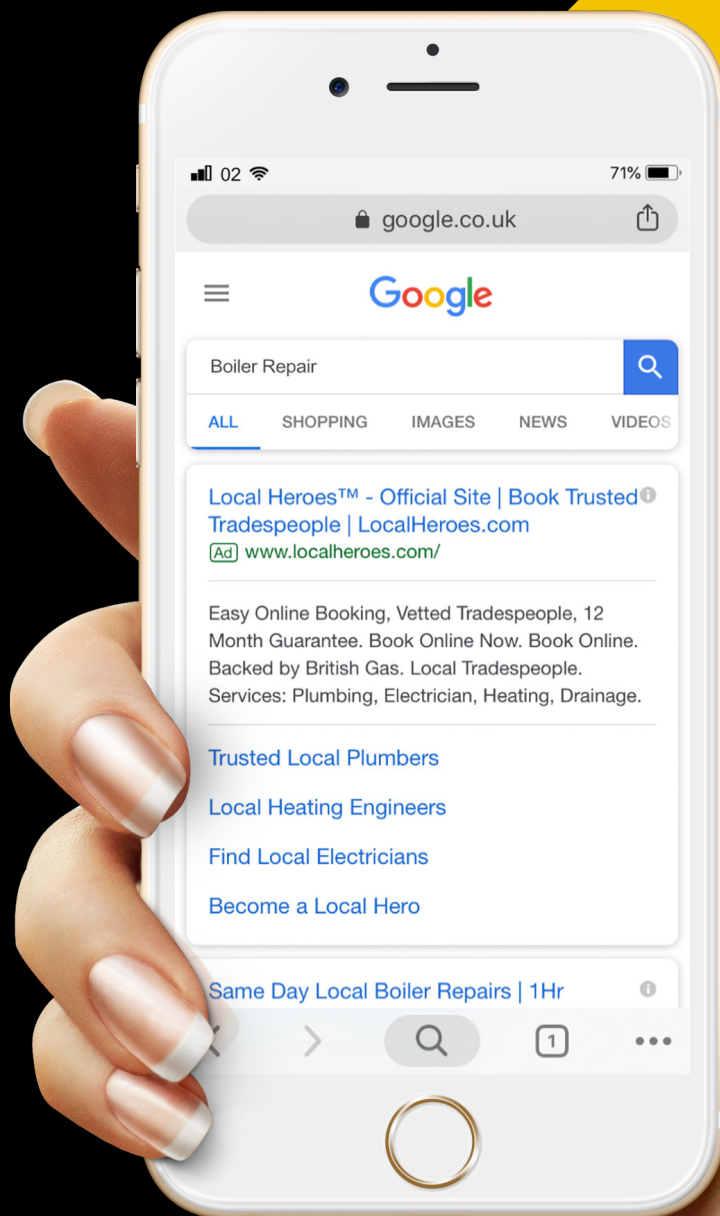 02
71%
google.co.uk
Google
Boiler Repair
ALL SHOPPING IMAGES NEWS VIDEOS
Local Heroes™ - Official Site | Book Trusted
Tradespeople | LocalHeroes.com
Ad www.localheroes.com/
Easy Online Booking, Vetted Tradespeople, 12
Month Guarantee. Book Online Now. Book Online.
Backed by British Gas. Local Tradespeople.
Services: Plumbing, Electrician, Heating, Drainage.
Trusted Local Plumbers
Local Heating Engineers
Find Local Electricians
Become a Local Hero
Same Day Local Boiler Repairs | 1Hr
1